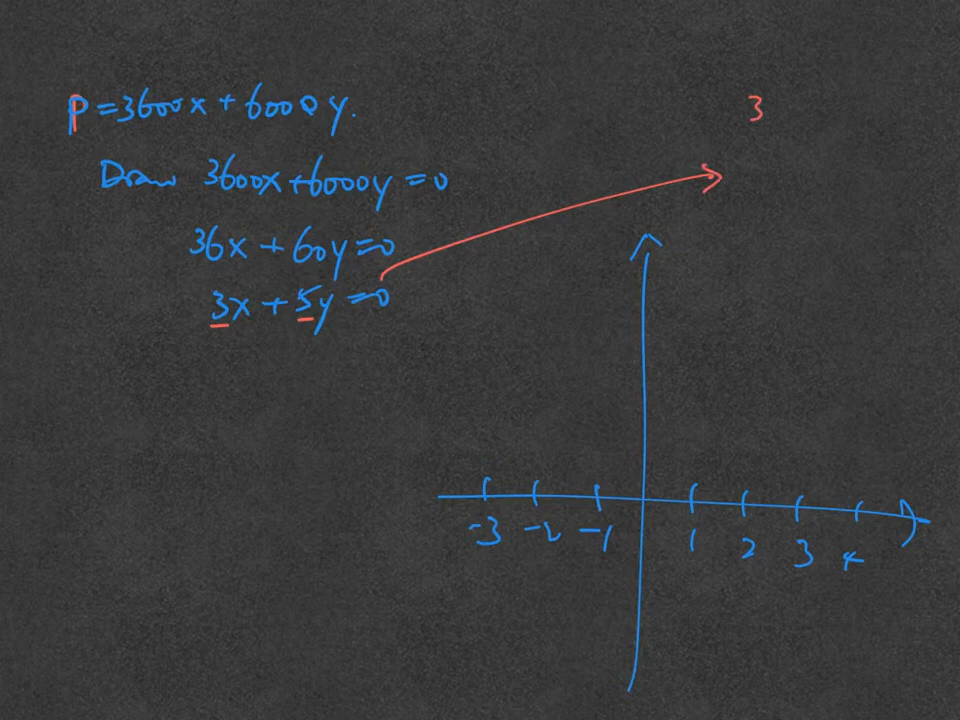 P=3600x+6000y.
3
Draw 3600x+6000y=0
36x+60y=0
3x+5y=0
-3 -2 -1 1 2 3 4